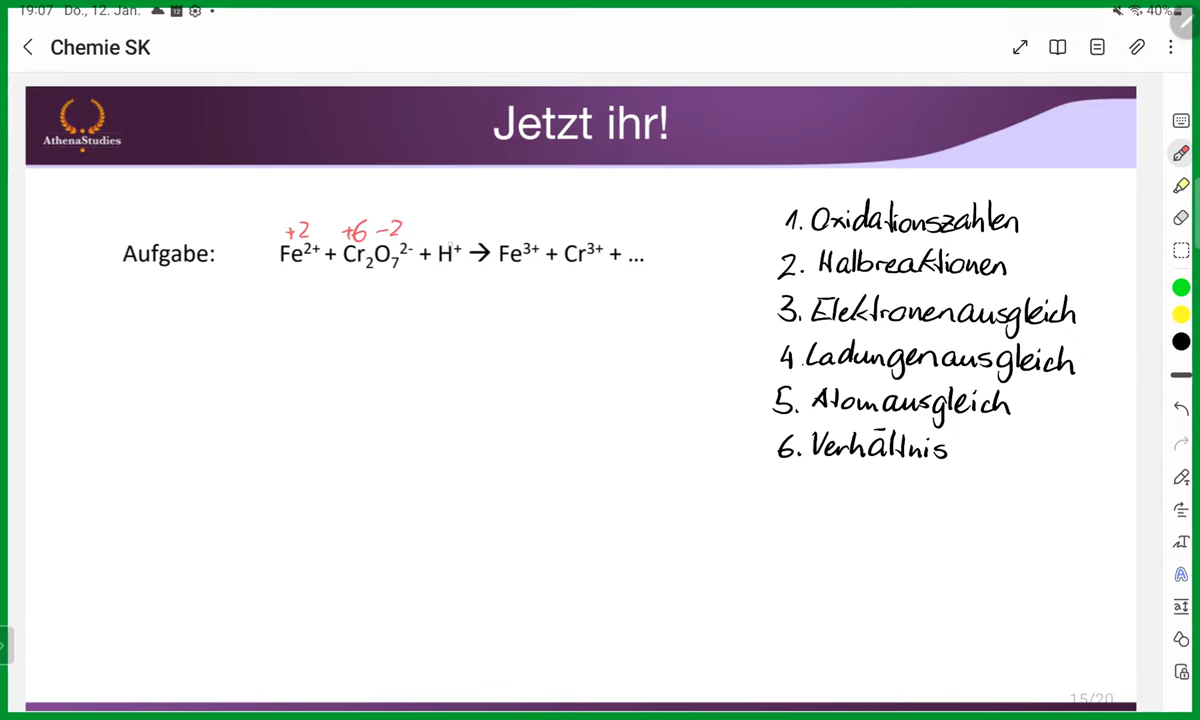 19:07 Do., 12. Jan. 12 40%
Chemie SK
AthenaStudies
Jetzt ihr!
+2 +6 -2
Aufgabe: Fe²⁺ + Cr₂O₇²⁻ + H⁺ → Fe³⁺ + Cr³⁺ + ...
1. Oxidationszahlen
2. Halbreaktionen
3. Elektronenausgleich
4. Ladungenausgleich
5. Atomausgleich
6. Verhältnis
15/20